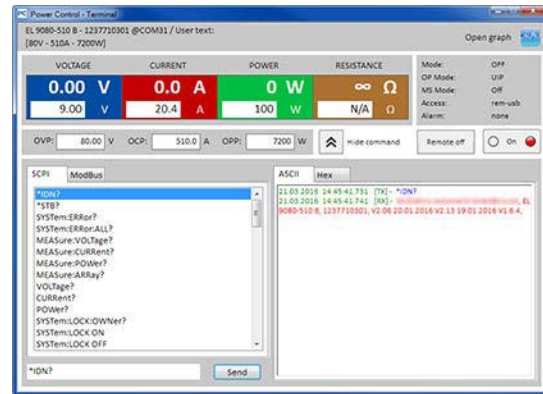 Power Control - Terminal
EL 9080-510 B - 1237710301 @COM31 / User text:
[80V - 510A - 7200W]
Open graph
VOLTAGE CURRENT POWER RESISTANCE
0.00 V 0.0 A 0 W ∞ Ω
9.00 V 20.4 A 100 W N/A Ω
Mode: OFF
OP Mode: UIP
MS Mode: Off
Access: rem-usb
Alarm: none
OVP: 80.00 V OCP: 510.0 A OPP: 7200 W Hide command Remote off On
SCPI ModBus
*IDN?
*STB?
SYSTem:ERRor?
SYSTem:ERRor:ALL?
MEASure:VOLTage?
MEASure:CURRent?
MEASure:POWer?
MEASure:ARRay?
VOLTage?
CURRent?
POWer?
SYSTem:LOCK:OWNer?
SYSTem:LOCK ON
SYSTem:LOCK OFF
*IDN? Send
ASCII Hex
21.03.2016 14:45:41.731 [TX] - *IDN?
21.03.2016 14:45:41.741 [RX] - , EL
9080-510 B, 1237710301, V2.06 20.01 2016 V2.15 19.01 2016 V1.6.4,